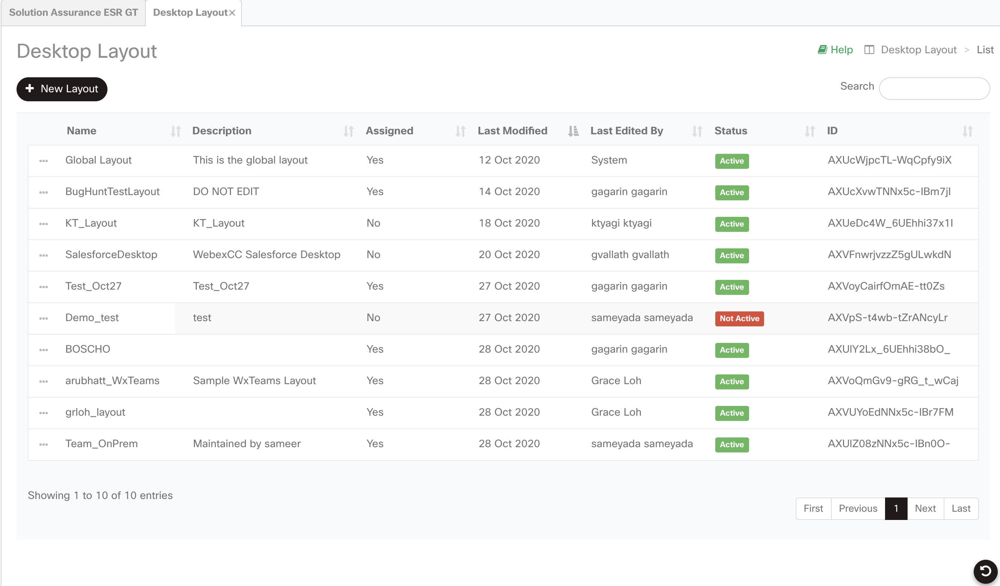 Solution Assurance ESR GT Desktop Layout
Desktop Layout
Help Desktop Layout > List
New Layout
Search
Name Description Assigned Last Modified Last Edited By Status ID
Global Layout This is the global layout Yes 12 Oct 2020 System Active AXUcWjpcTL-WqCpfy9iX
BugHuntTestLayout DO NOT EDIT Yes 14 Oct 2020 gagarin gagarin Active AXUcXvwTNNx5c-lBm7jl
KT_Layout KT_Layout No 18 Oct 2020 ktyagi ktyagi Active AXUeDc4W_6UEhhi37x1I
SalesforceDesktop WebexCC Salesforce Desktop No 20 Oct 2020 gvallath gvallath Active AXVFnwrjvzzZ5gULwkdN
Test_Oct27 Test_Oct27 Yes 27 Oct 2020 gagarin gagarin Active AXVoyCairfOmAE-tt0Zs
Demo_test test No 27 Oct 2020 sameyada sameyada Not Active AXVpS-t4wb-tZrANcyLr
BOSCHO Yes 28 Oct 2020 gagarin gagarin Active AXUIY2Lx_6UEhhi38bO_
arubhatt_WxTeams Sample WxTeams Layout Yes 28 Oct 2020 Grace Loh Active AXVoQmGv9-gRG_t_wCaj
grloh_layout Yes 28 Oct 2020 Grace Loh Active AXVUYoEdNNx5c-lBr7FM
Team_OnPrem Maintained by sameer Yes 28 Oct 2020 sameyada sameyada Active AXUIZ08zNNx5c-lBn0O-
Showing 1 to 10 of 10 entries
First Previous 1 Next Last